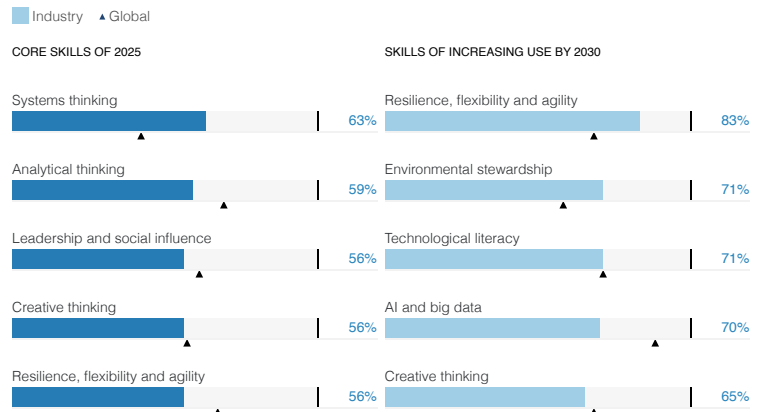 Industry Global
CORE SKILLS OF 2025
Systems thinking
63%
Analytical thinking
59%
Leadership and social influence
56%
Creative thinking
56%
Resilience, flexibility and agility
56%
SKILLS OF INCREASING USE BY 2030
Resilience, flexibility and agility
83%
Environmental stewardship
71%
Technological literacy
71%
AI and big data
70%
Creative thinking
65%